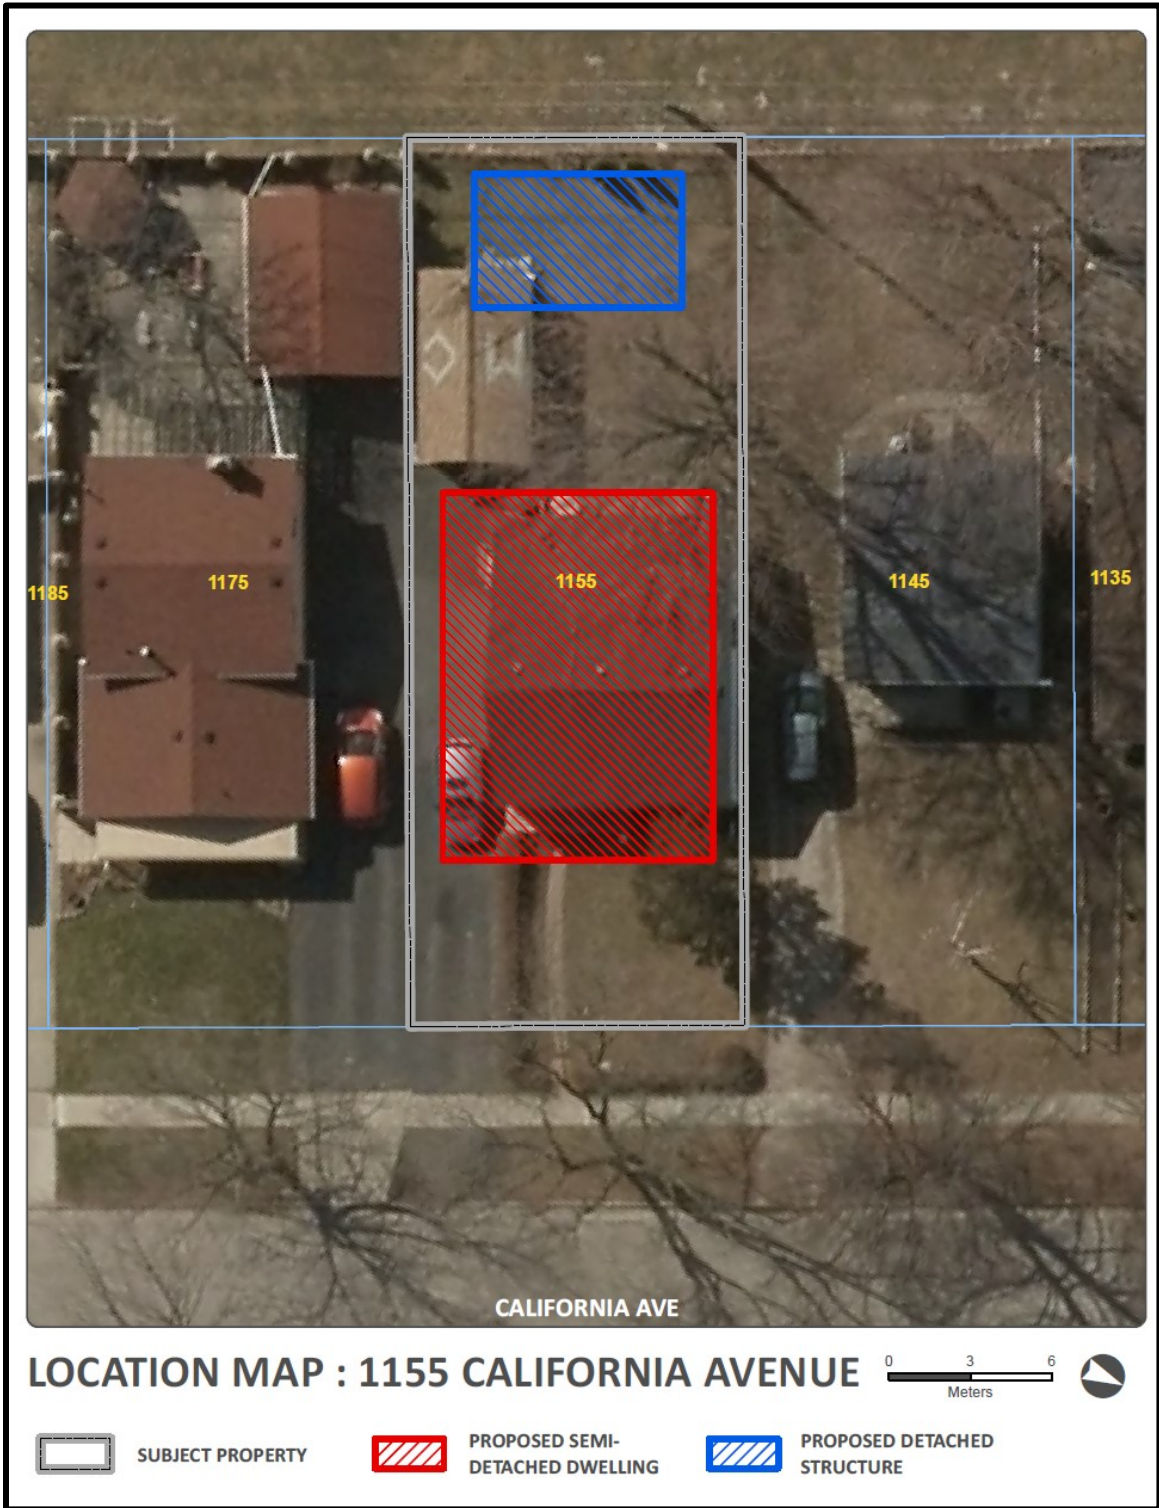 1185
1175
1155
1145
1135
CALIFORNIA AVE
LOCATION MAP : 1155 CALIFORNIA AVENUE
0 3 6
Meters
SUBJECT PROPERTY
PROPOSED SEMI-
DETACHED DWELLING
PROPOSED DETACHED
STRUCTURE